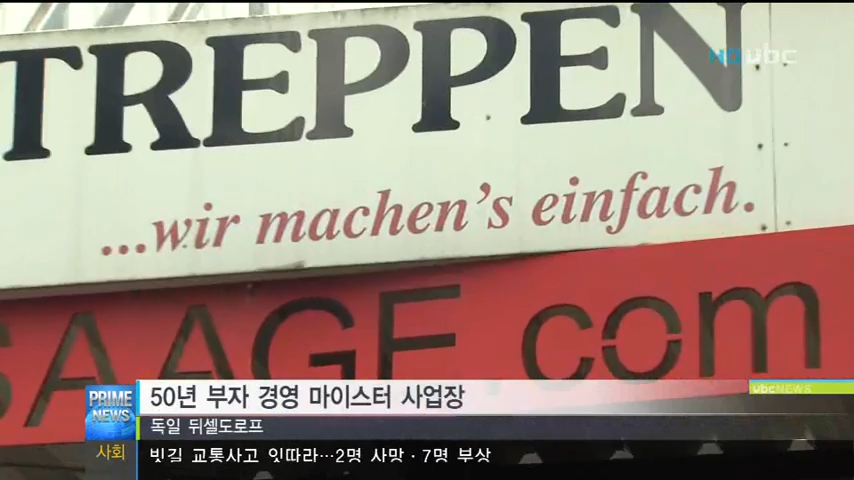 TREPPEN
HD ubc
...wir machen's einfach.
SAAGE.com
50년 부자 경영 마이스터 사업장
ubcNEWS
PRIME NEWS
독일 뒤셀도르프
사회
빗길 교통사고 잇따라…2명 사망·7명 부상